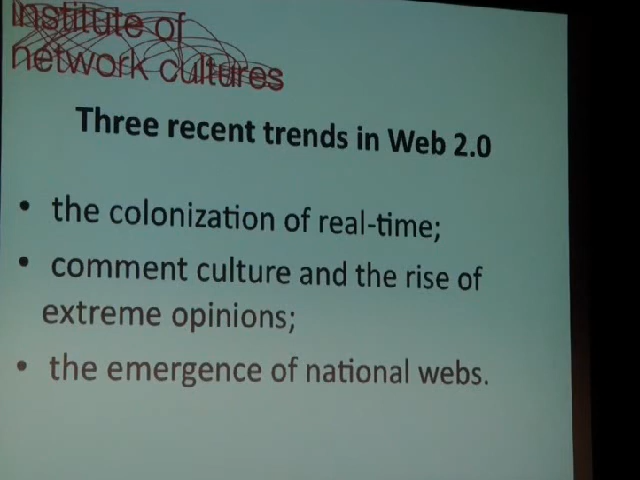 institute of
network cultures
Three recent trends in Web 2.0
• the colonization of real-time;
• comment culture and the rise of
extreme opinions;
• the emergence of national webs.